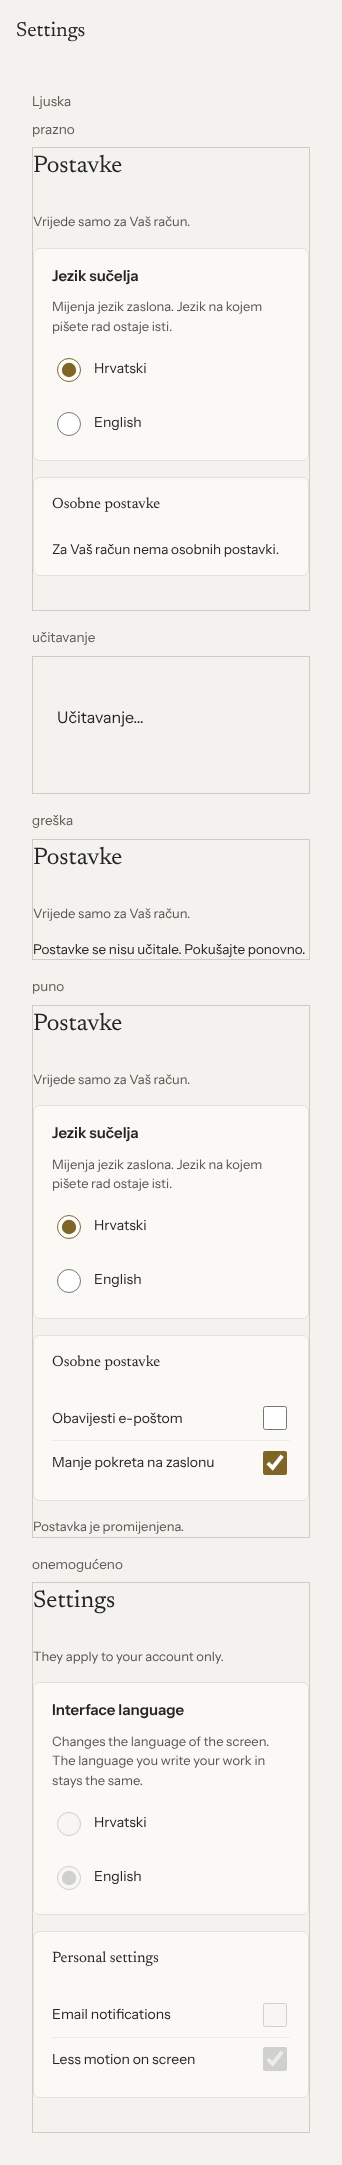 Settings
Ljuska
prazno
Postavke
Vrijede samo za Vaš račun.
Jezik sučelja
Mijenja jezik zaslona. Jezik na kojem
pišete rad ostaje isti.
Hrvatski
English
Osobne postavke
Za Vaš račun nema osobnih postavki.
učitavanje
Učitavanje…
greška
Postavke
Vrijede samo za Vaš račun.
Postavke se nisu učitale. Pokušajte ponovno.
puno
Postavke
Vrijede samo za Vaš račun.
Jezik sučelja
Mijenja jezik zaslona. Jezik na kojem
pišete rad ostaje isti.
Hrvatski
English
Osobne postavke
Obavijesti e-poštom
Manje pokreta na zaslonu
Postavka je promijenjena.
onemogućeno
Settings
They apply to your account only.
Interface language
Changes the language of the screen.
The language you write your work in
stays the same.
Hrvatski
English
Personal settings
Email notifications
Less motion on screen